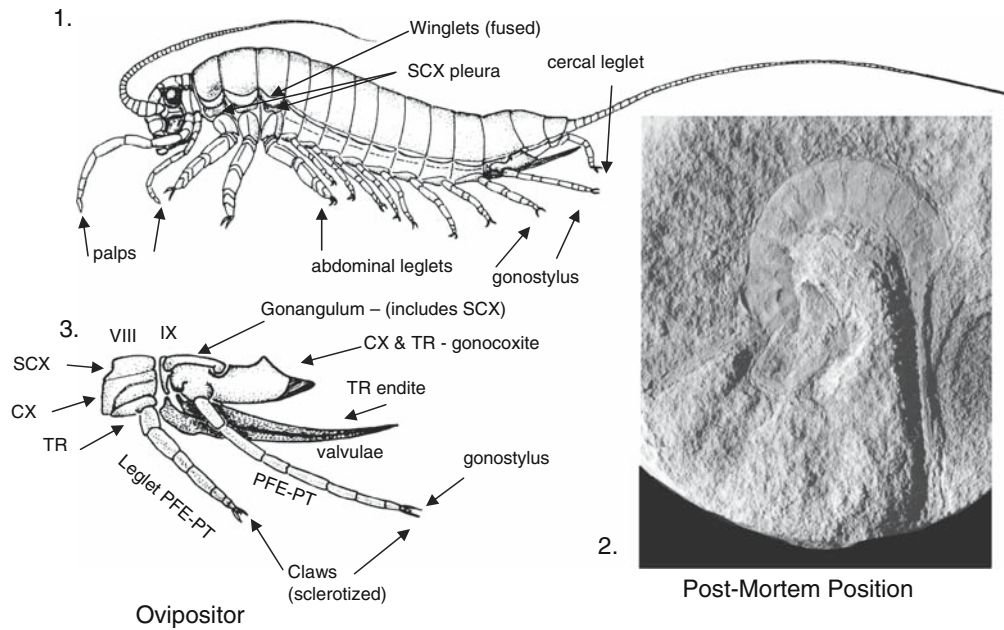 1.
Winglets (fused)
SCX pleura
cercal leglet
palps
abdominal leglets
gonostylus
3.
VIII
IX
Gonangulum – (includes SCX)
SCX
CX & TR - gonocoxite
CX
TR endite
TR
valvulae
Leglet PFE-PT
PFE-PT
gonostylus
Claws
(sclerotized)
Ovipositor
2.
Post-Mortem Position